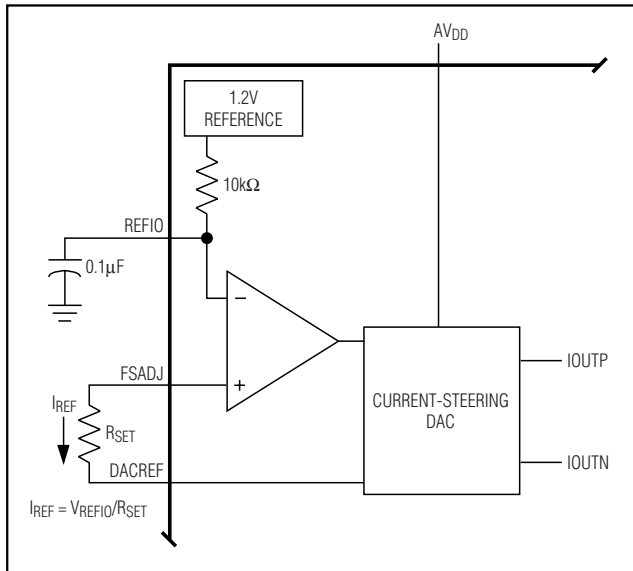 AVDD
1.2V
REFERENCE
10kΩ
REFIO
0.1µF
−
FSADJ
+
IREF
RSET
DACREF
CURRENT-STEERING
DAC
IOUTP
IOUTN
IREF = VREFIO/RSET